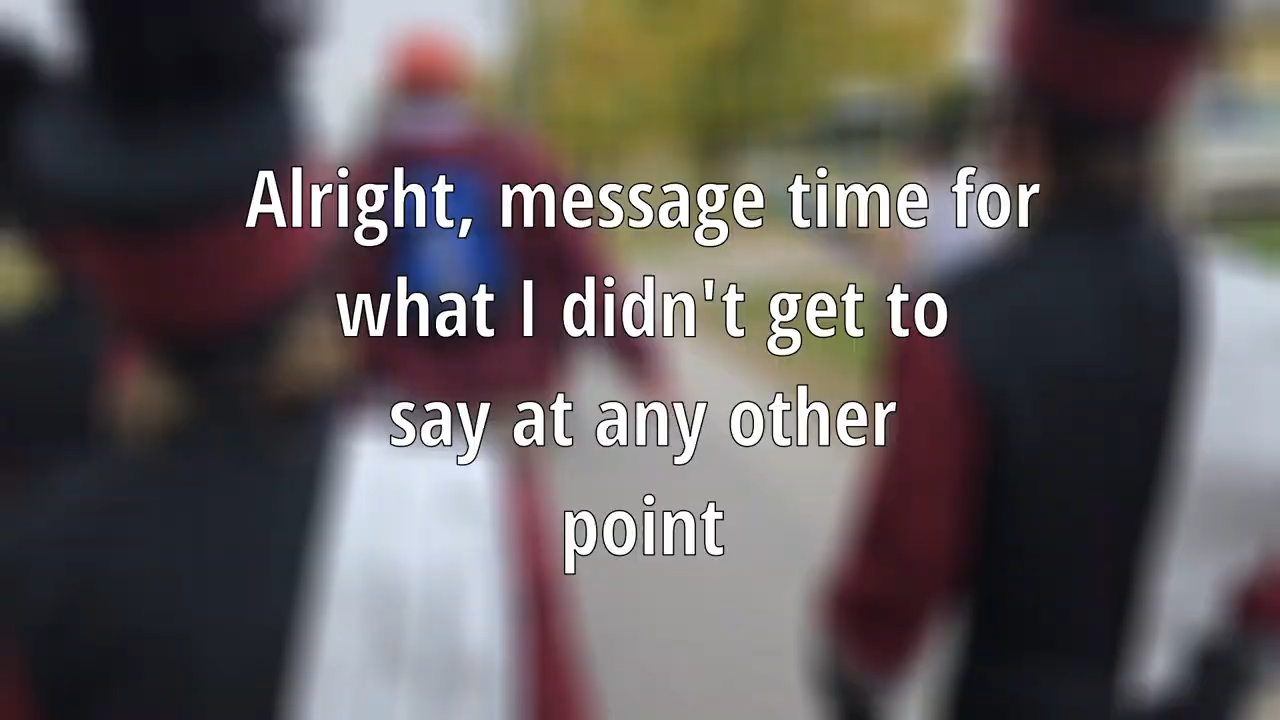 Alright, message time for
what I didn't get to
say at any other
point